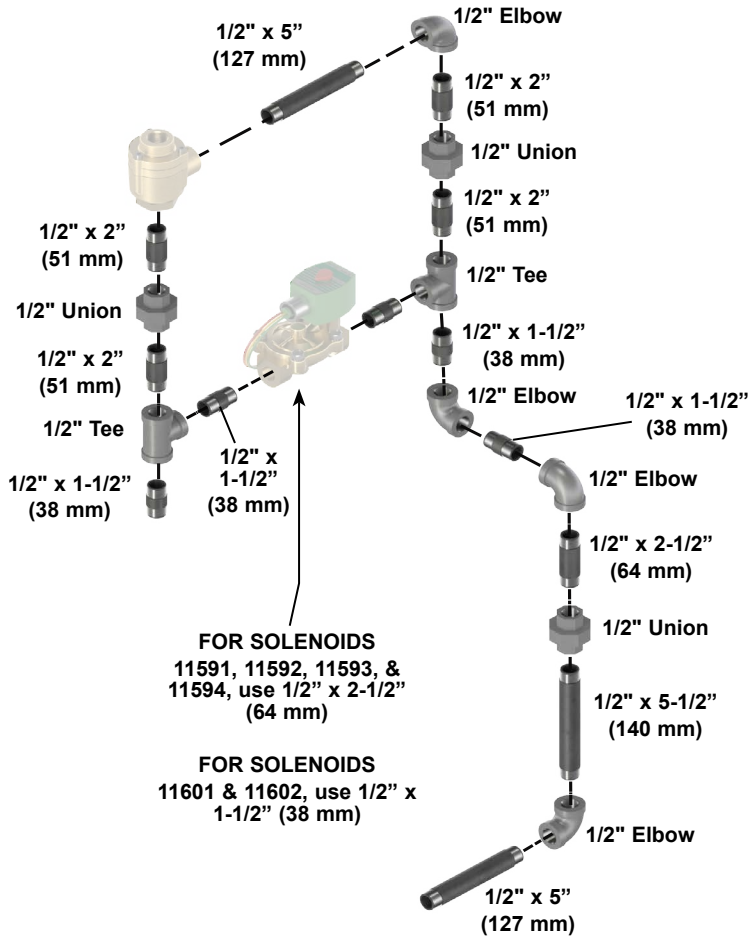 1/2" Elbow
1/2" x 5”
(127 mm)
1/2" x 2”
(51 mm)
1/2" Union
1/2" x 2”
(51 mm)
1/2" x 2”
(51 mm)
1/2" Tee
1/2" Union
1/2" x 1-1/2”
(38 mm)
1/2" x 2”
(51 mm)
1/2" Elbow
1/2" x 1-1/2”
(38 mm)
1/2" Tee
1/2" x
1-1/2”
(38 mm)
1/2" x 1-1/2”
(38 mm)
1/2" Elbow
1/2" x 2-1/2”
(64 mm)
1/2" Union
FOR SOLENOIDS
11591, 11592, 11593, &
11594, use 1/2” x 2-1/2”
(64 mm)
1/2" x 5-1/2”
(140 mm)
FOR SOLENOIDS
11601 & 11602, use 1/2” x
1-1/2” (38 mm)
1/2" Elbow
1/2" x 5”
(127 mm)